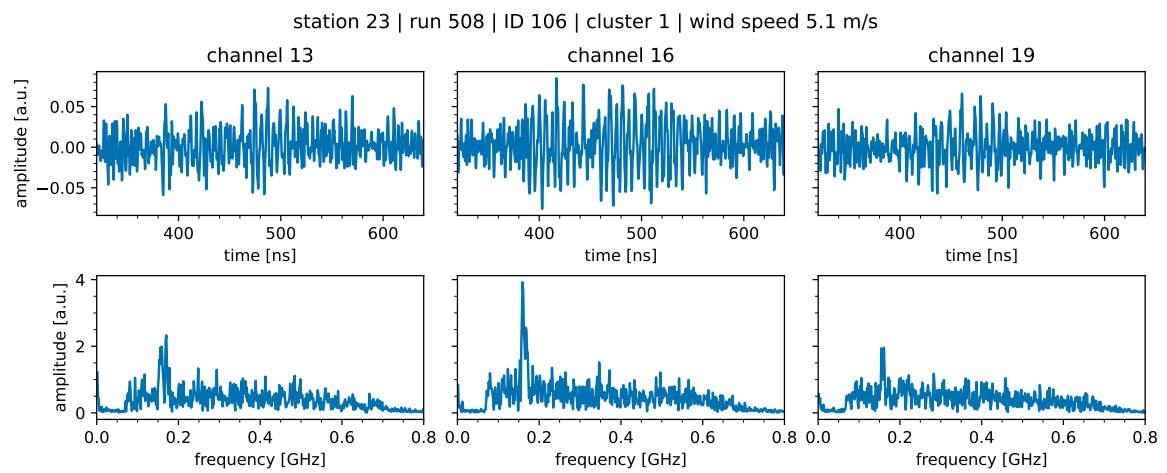 station 23 | run 508 | ID 106 | cluster 1 | wind speed 5.1 m/s
channel 13
channel 16
channel 19
amplitude [a.u.]
0.05
0.00
−0.05
400
500
600
400
500
600
400
500
600
time [ns]
time [ns]
time [ns]
amplitude [a.u.]
4
2
0
0.0
0.2
0.4
0.6
0.8
0.0
0.2
0.4
0.6
0.8
0.0
0.2
0.4
0.6
0.8
frequency [GHz]
frequency [GHz]
frequency [GHz]